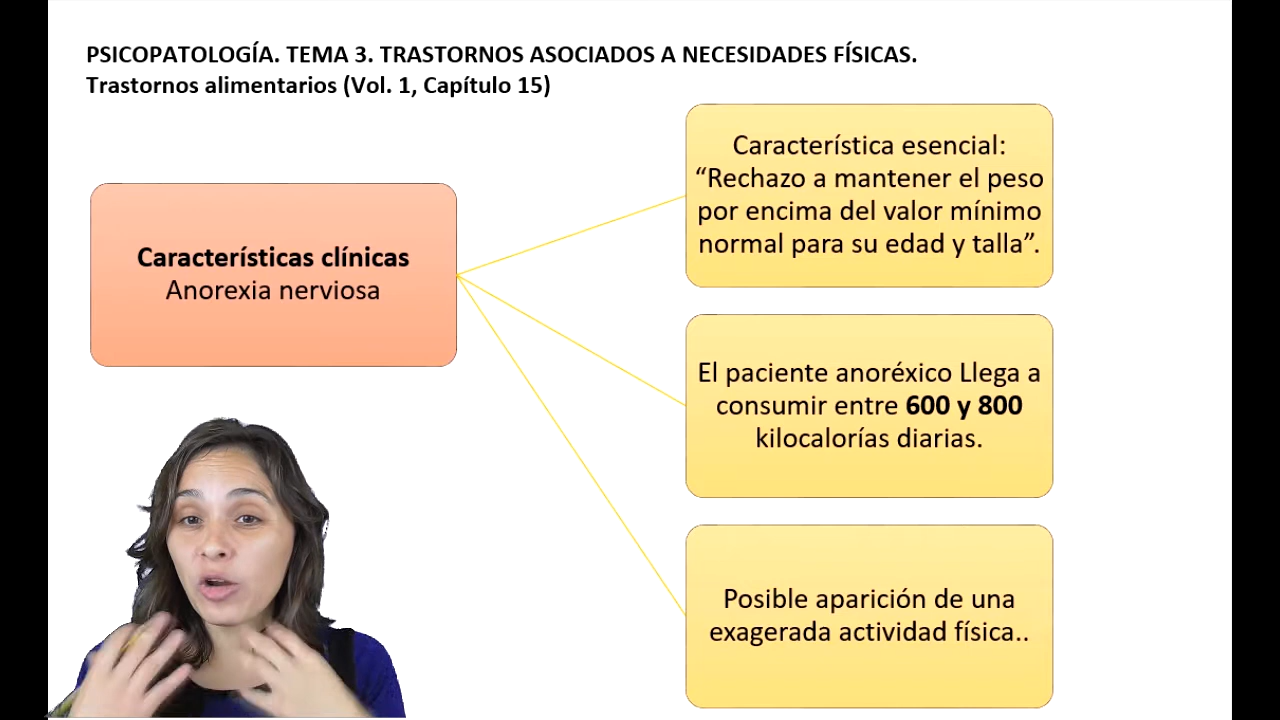 PSICOPATOLOGÍA. TEMA 3. TRASTORNOS ASOCIADOS A NECESIDADES FÍSICAS.
Trastornos alimentarios (Vol. 1, Capítulo 15)
Características clínicas
Anorexia nerviosa
Característica esencial:
“Rechazo a mantener el peso
por encima del valor mínimo
normal para su edad y talla”.
El paciente anoréxico Llega a
consumir entre 600 y 800
kilocalorías diarias.
Posible aparición de una
exagerada actividad física..